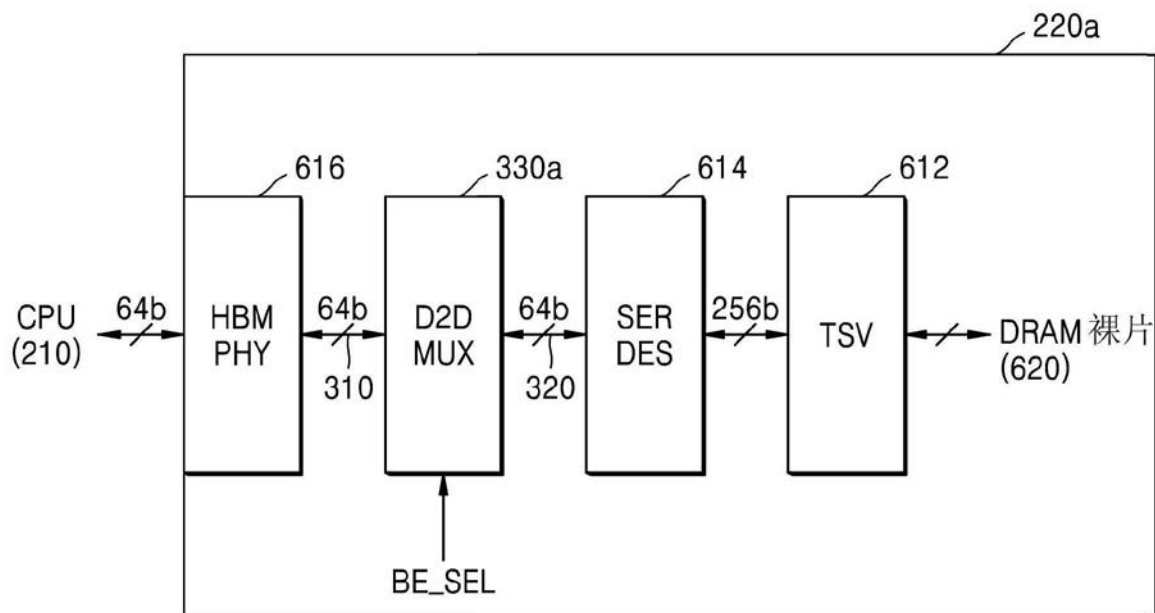 220a
616
330a
614
612
CPU
(210)
64b
HBM
PHY
64b
310
D2D
MUX
64b
320
SER
DES
256b
TSV
DRAM 裸片
(620)
BE_SEL